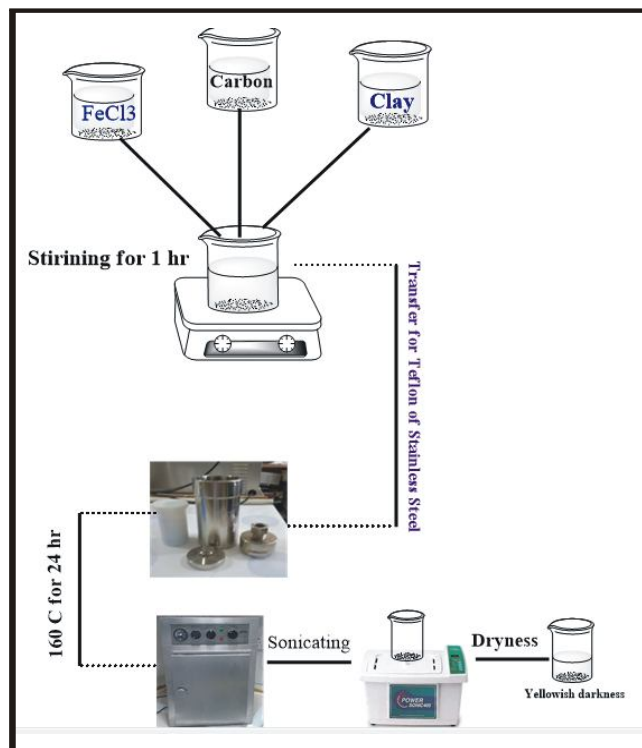 FeCl3
Carbon
Clay
Stirining for 1 hr
Transfer for Teflon of Stainless Steel
160 C for 24 hr
Sonicating
POWER
SONIC405
Dryness
Yellowish darkness